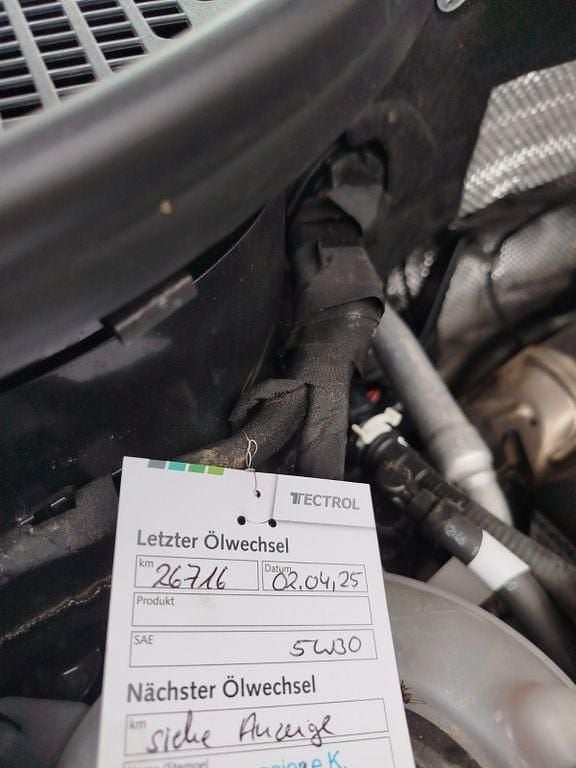 TECTROL
Letzter Ölwechsel
km 26716 Datum 02.04.25
Produkt
SAE 5W30
Nächster Ölwechsel
km siehe Anzeige
e K.